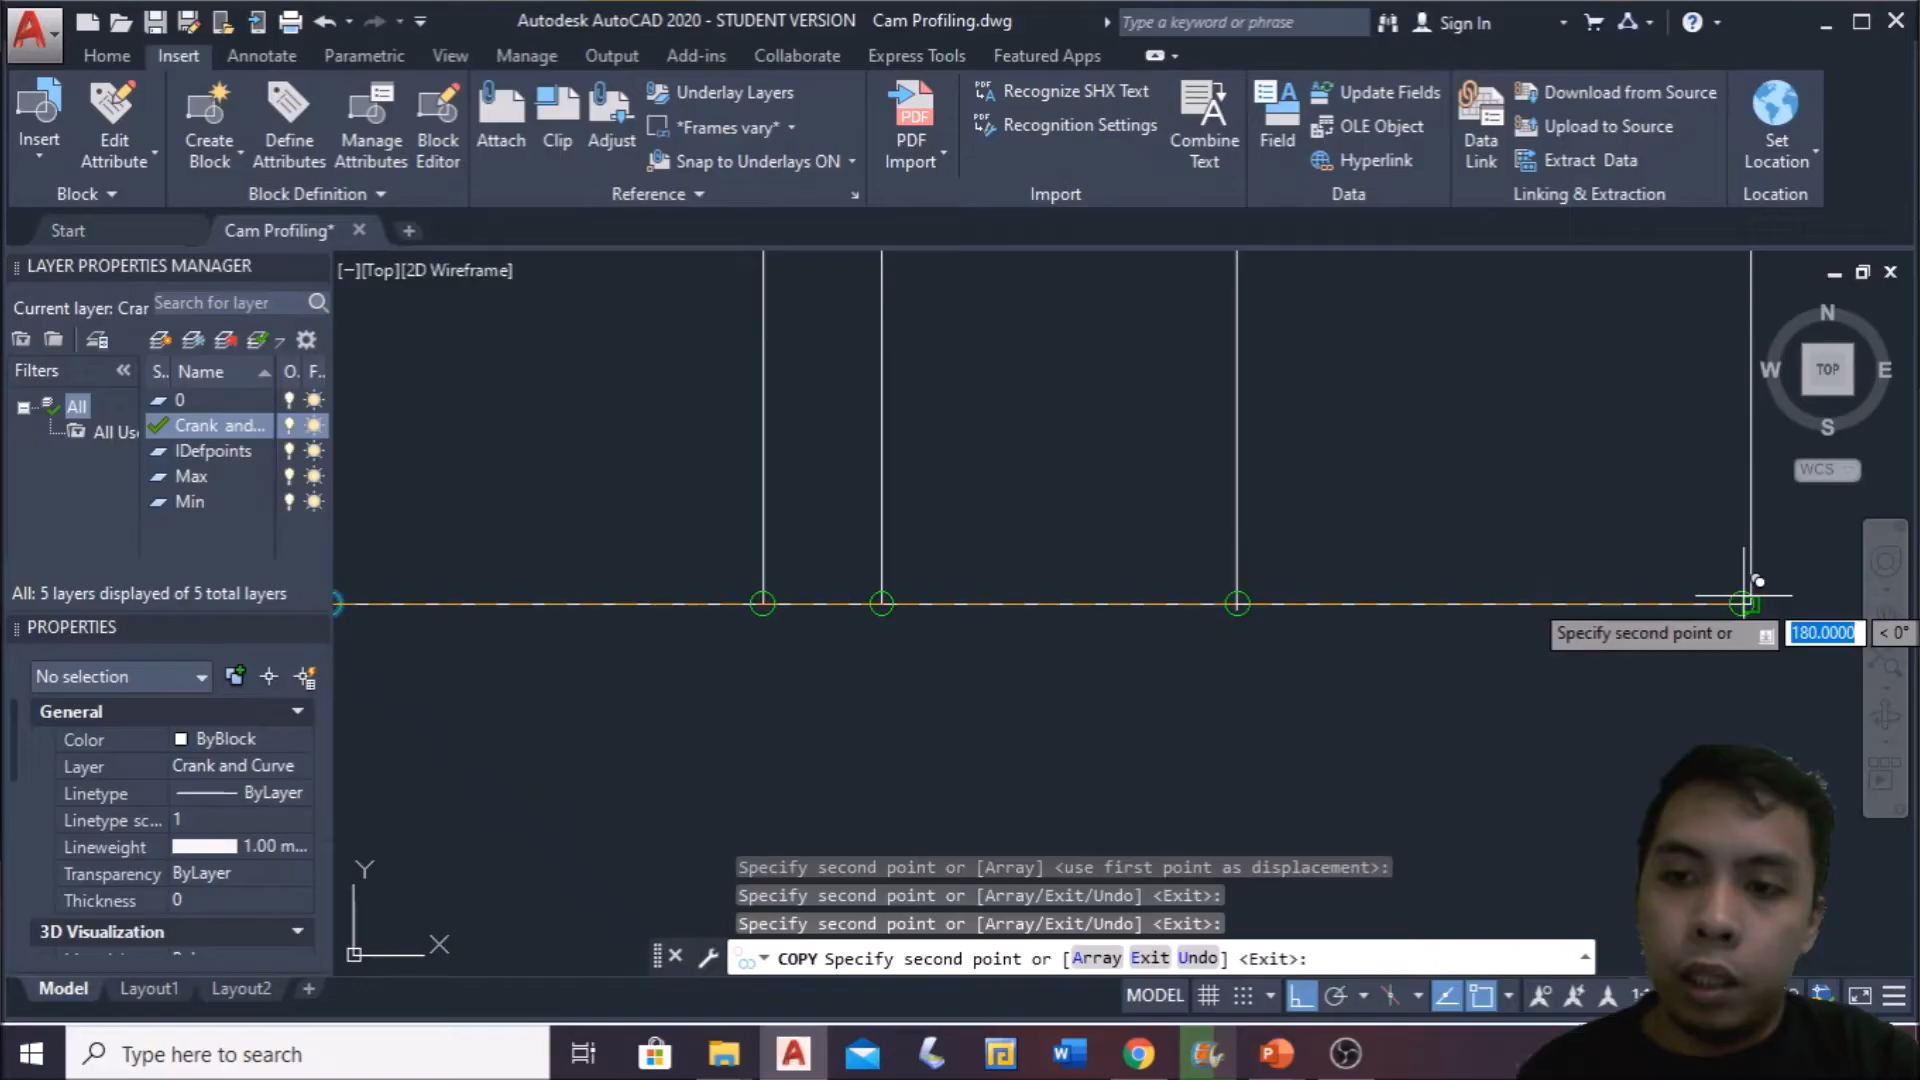 Autodesk AutoCAD 2020 - STUDENT VERSION Cam Profiling.dwg
Type a keyword or phrase
Sign In
Home Insert Annotate Parametric View Manage Output Add-ins Collaborate Express Tools Featured Apps
Insert
Edit Attribute
Create Block
Define Attributes
Manage Attributes
Block Editor
Attach
Clip
Adjust
Underlay Layers
*Frames vary*
Snap to Underlays ON
PDF
PDF Import
PDF
Recognize SHX Text
PDF
Recognition Settings
Combine Text
Field
Update Fields
OLE Object
Hyperlink
Data Link
Download from Source
Upload to Source
Extract Data
Set Location
Block
Block Definition
Reference
Import
Data
Linking & Extraction
Location
Start
Cam Profiling*
LAYER PROPERTIES MANAGER
[−][Top][2D Wireframe]
Current layer: Crar
Search for layer
Filters
S.. Name O. F..
All
All Us
0
Crank and...
Defpoints
Max
Min
All: 5 layers displayed of 5 total layers
PROPERTIES
No selection
General
Color ByBlock
Layer Crank and Curve
Linetype ByLayer
Linetype sc... 1
Lineweight 1.00 m...
Transparency ByLayer
Thickness 0
3D Visualization
N
W TOP E
S
WCS
Specify second point or 180.0000 < 0°
Y
X
Specify second point or [Array] <use first point as displacement>:
Specify second point or [Array/Exit/Undo] <Exit>:
Specify second point or [Array/Exit/Undo] <Exit>:
COPY Specify second point or [Array Exit Undo] <Exit>:
Model Layout1 Layout2
MODEL
Type here to search